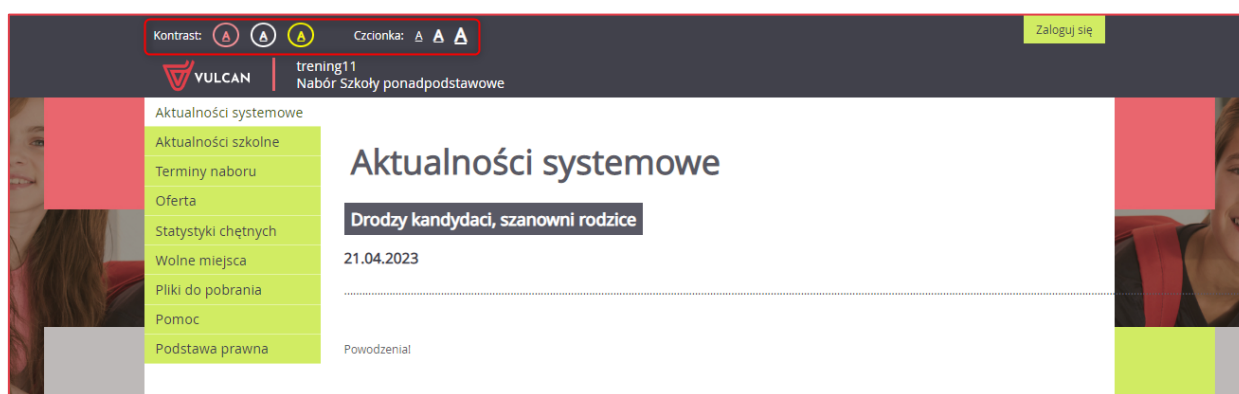 Kontrast: A A A Czcionka: A A A
Zaloguj się
VULCAN
trening11
Nabór Szkoły ponadpodstawowe
Aktualności systemowe
Aktualności szkolne
Terminy naboru
Oferta
Statystyki chętnych
Wolne miejsca
Pliki do pobrania
Pomoc
Podstawa prawna
Aktualności systemowe
Drodzy kandydaci, szanowni rodzice
21.04.2023
Powodzenia!